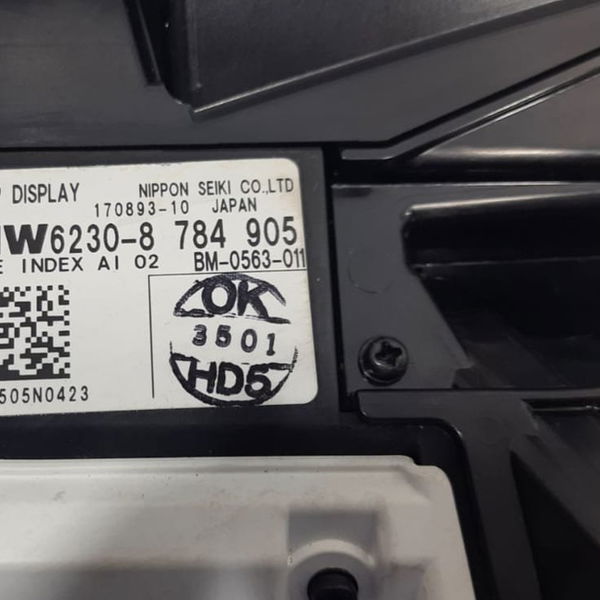 DISPLAY NIPPON SEIKI CO.,LTD
170893-10 JAPAN
W6230-8 784 905
E INDEX AI 02 BM-0563-011
OK
3501
HD5
505N0423